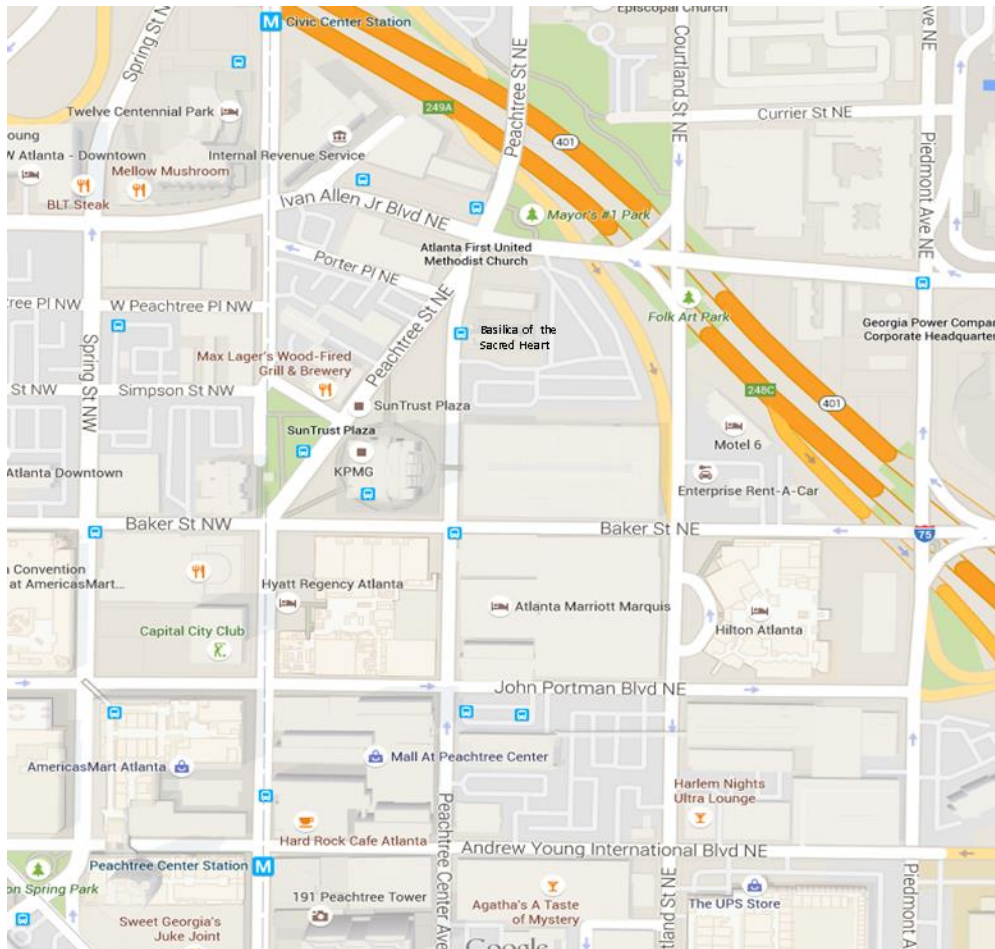 Civic Center Station
Episcopal Church
Spring St N
Peachtree St NE
Courtland St NE
Ave NE
249A
Twelve Centennial Park
Currier St NE
401
oung
Internal Revenue Service
W Atlanta - Downtown
Mellow Mushroom
BLT Steak
Piedmont Ave NE
Ivan Allen Jr Blvd NE
Mayor's #1 Park
Atlanta First United
Methodist Church
Porter Pl NE
tree Pl NW
W Peachtree Pl NW
Peachtree St NE
Folk Art Park
Basilica of the
Sacred Heart
Georgia Power Compan
Corporate Headquarter
Spring St NW
Max Lager's Wood-Fired
Grill & Brewery
St NW
Simpson St NW
248C
401
SunTrust Plaza
SunTrust Plaza
Motel 6
KPMG
Atlanta Downtown
Enterprise Rent-A-Car
Baker St NW
Baker St NE
75
a Convention
at AmericasMart...
Hyatt Regency Atlanta
Atlanta Marriott Marquis
Hilton Atlanta
Capital City Club
John Portman Blvd NE
AmericasMart Atlanta
Mall At Peachtree Center
Harlem Nights
Ultra Lounge
Peachtree Center Ave
Hard Rock Cafe Atlanta
Andrew Young International Blvd NE
M
Peachtree Center Station
M
on Spring Park
191 Peachtree Tower
Agatha's A Taste
of Mystery
rtland St NE
The UPS Store
Piedmont A
Sweet Georgia's
Juke Joint
Google